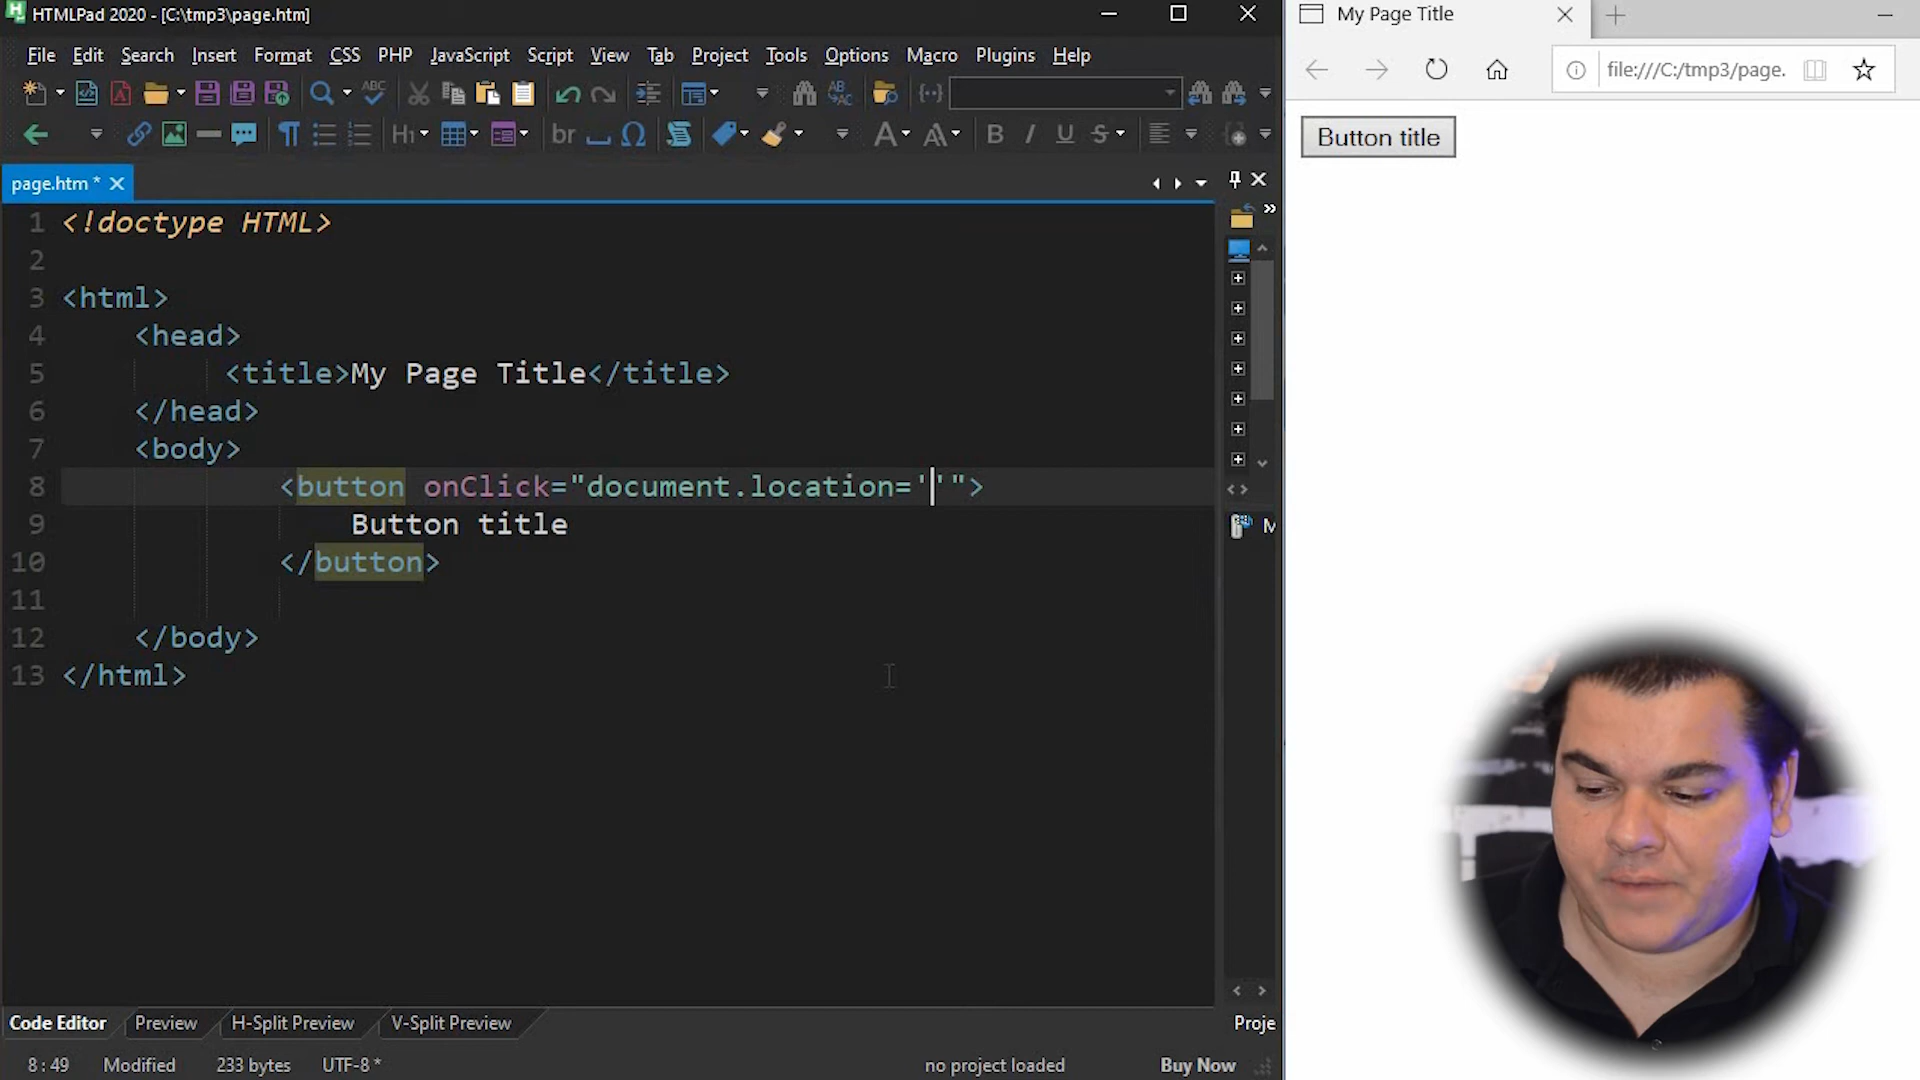 HTMLPad 2020 - [C:\tmp3\page.htm]
File Edit Search Insert Format CSS PHP JavaScript Script View Tab Project Tools Options Macro Plugins Help
br
page.htm *
1 <!doctype HTML>
2
3 <html>
4 <head>
5 <title>My Page Title</title>
6 </head>
7 <body>
8 <button onClick="document.location=''">
9 Button title
10 </button>
11
12 </body>
13 </html>
Code Editor Preview H-Split Preview V-Split Preview
Proje
8 : 49 Modified 233 bytes UTF-8 * no project loaded Buy Now
My Page Title
file:///C:/tmp3/page.
Button title